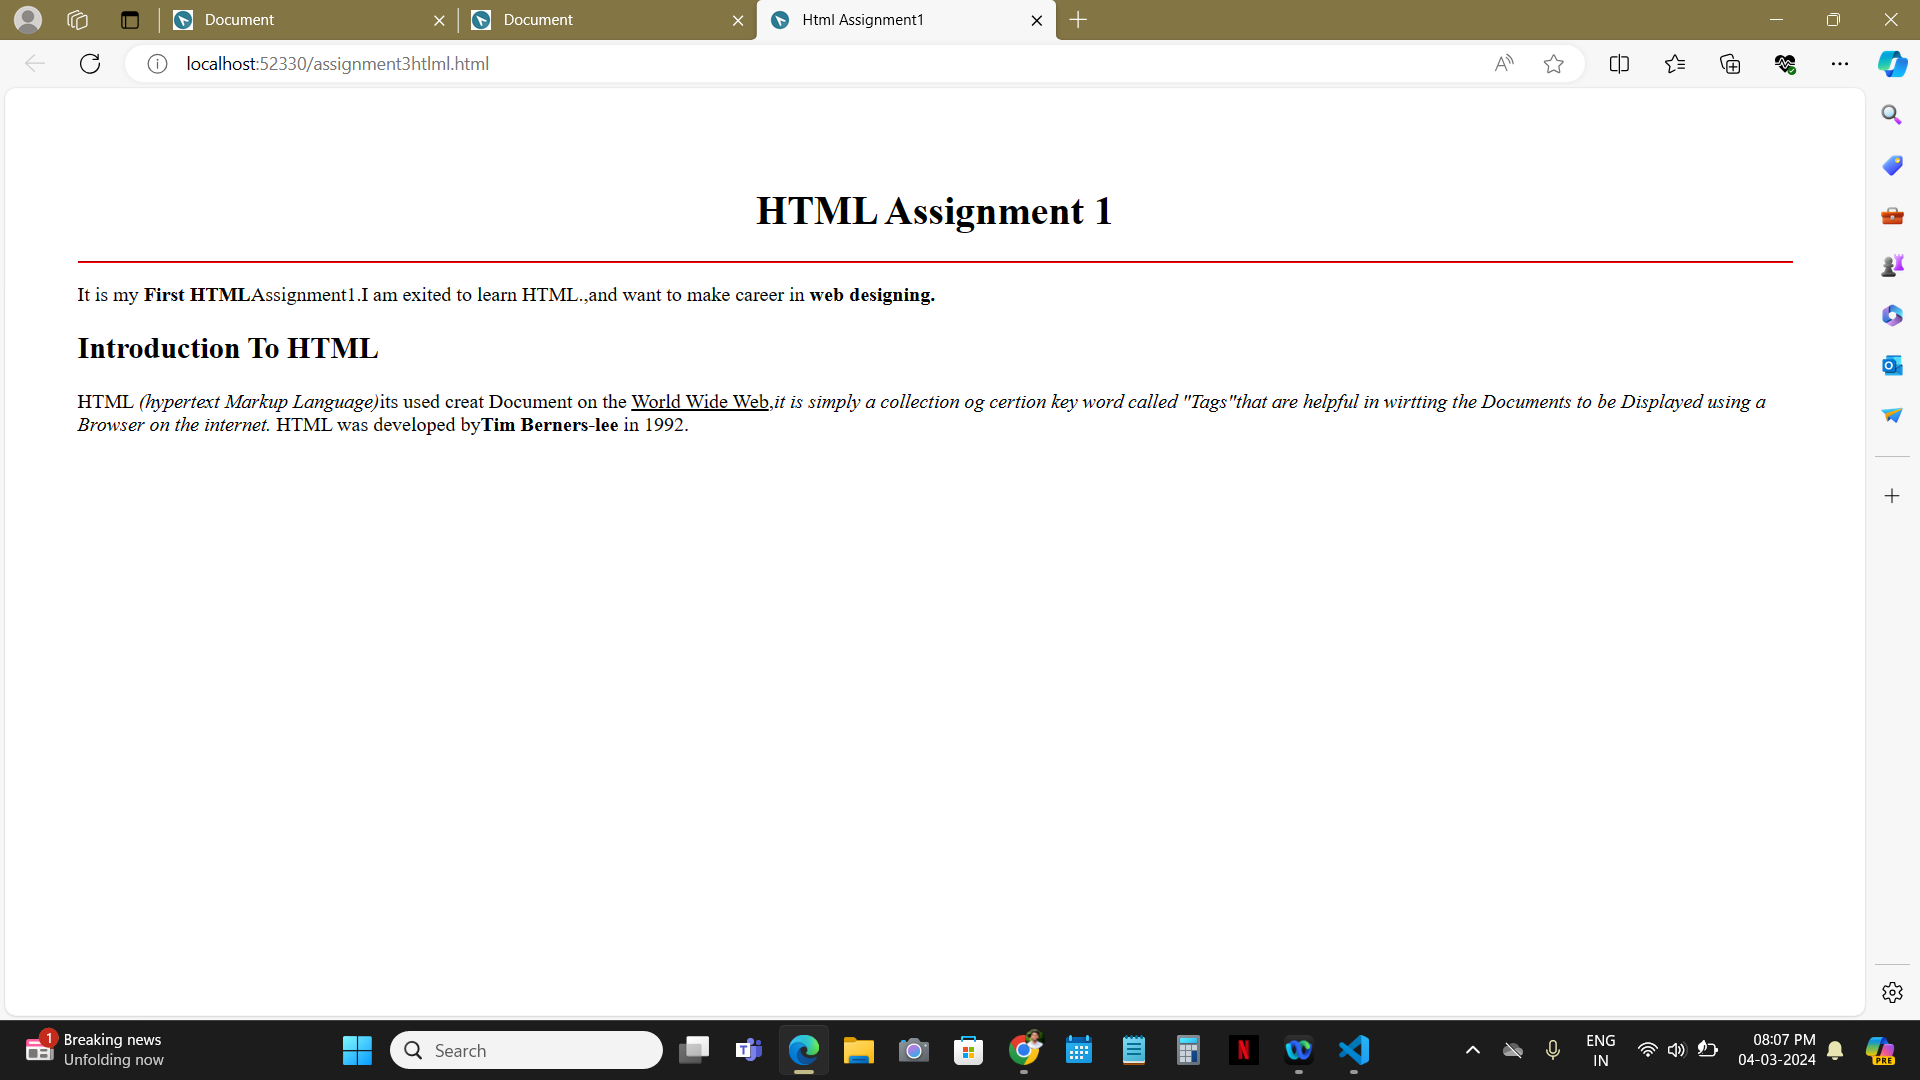 Document
Document
Html Assignment1
localhost:52330/assignment3htlml.html
HTML Assignment 1
It is my First HTMLAssignment1.I am exited to learn HTML.,and want to make career in web designing.
Introduction To HTML
HTML (hypertext Markup Language)its used creat Document on the World Wide Web,it is simply a collection og certion key word called "Tags"that are helpful in wirtting the Documents to be Displayed using a
Browser on the internet. HTML was developed byTim Berners-lee in 1992.
1
Breaking news
Unfolding now
Search
N
ENG
IN
08:07 PM
04-03-2024
PRE